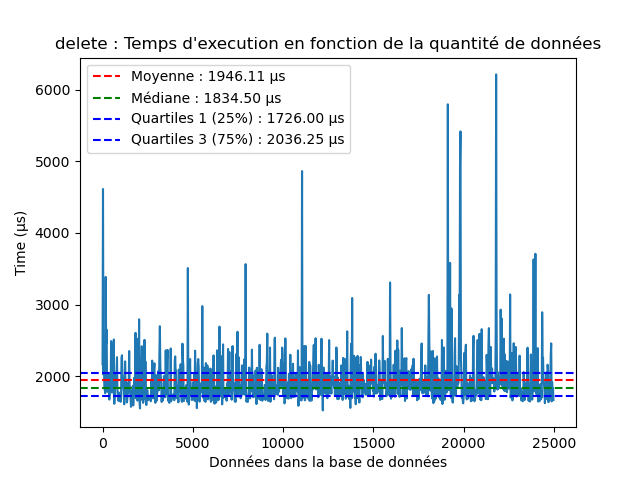 delete : Temps d'execution en fonction de la quantité de données
Moyenne : 1946.11 µs
Médiane : 1834.50 µs
Quartiles 1 (25%) : 1726.00 µs
Quartiles 3 (75%) : 2036.25 µs
6000
5000
4000
3000
2000
Time (µs)
0
5000
10000
15000
20000
25000
Données dans la base de données